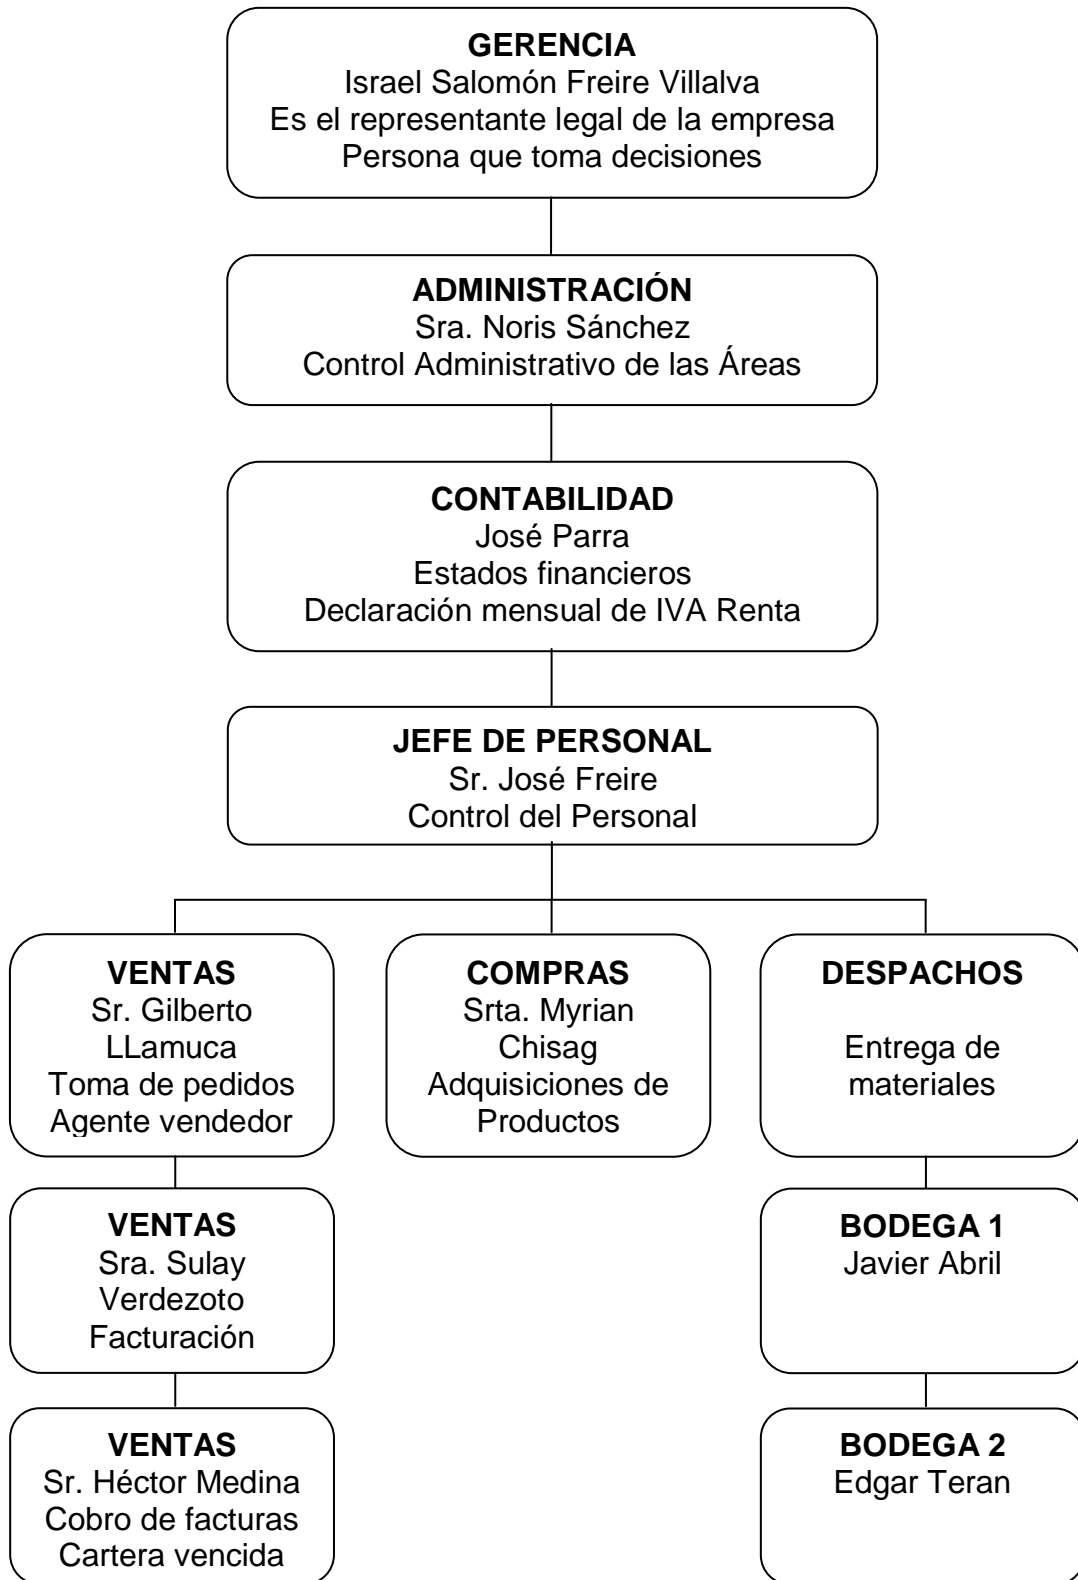 GERENCIA
Israel Salomón Freire Villalva
Es el representante legal de la empresa
Persona que toma decisiones
ADMINISTRACIÓN
Sra. Noris Sánchez
Control Administrativo de las Áreas
CONTABILIDAD
José Parra
Estados financieros
Declaración mensual de IVA Renta
JEFE DE PERSONAL
Sr. José Freire
Control del Personal
VENTAS
Sr. Gilberto
LLamuca
Toma de pedidos
Agente vendedor
COMPRAS
Srta. Myrian
Chisag
Adquisiciones de
Productos
DESPACHOS
Entrega de
materiales
VENTAS
Sra. Sulay
Verdezoto
Facturación
BODEGA 1
Javier Abril
VENTAS
Sr. Héctor Medina
Cobro de facturas
Cartera vencida
BODEGA 2
Edgar Teran